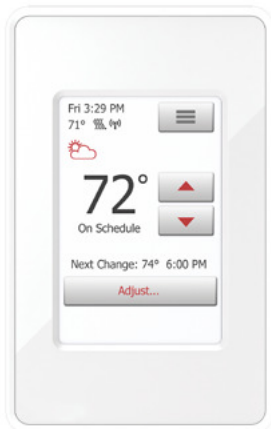 Fri 3:29 PM
71°
72°
On Schedule
Next Change: 74° 6:00 PM
Adjust...